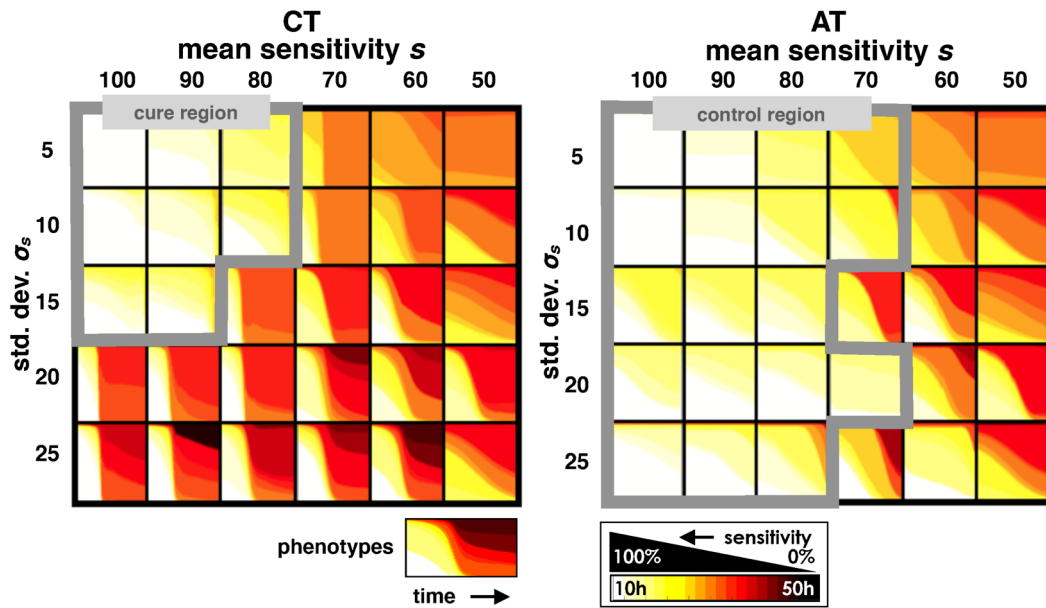 CT
mean sensitivity s
100 90 80 70 60 50
cure region
std. dev. σs
5
10
15
20
25
phenotypes
time →
AT
mean sensitivity s
100 90 80 70 60 50
control region
std. dev. σs
5
10
15
20
25
← sensitivity
100% 0%
10h 50h